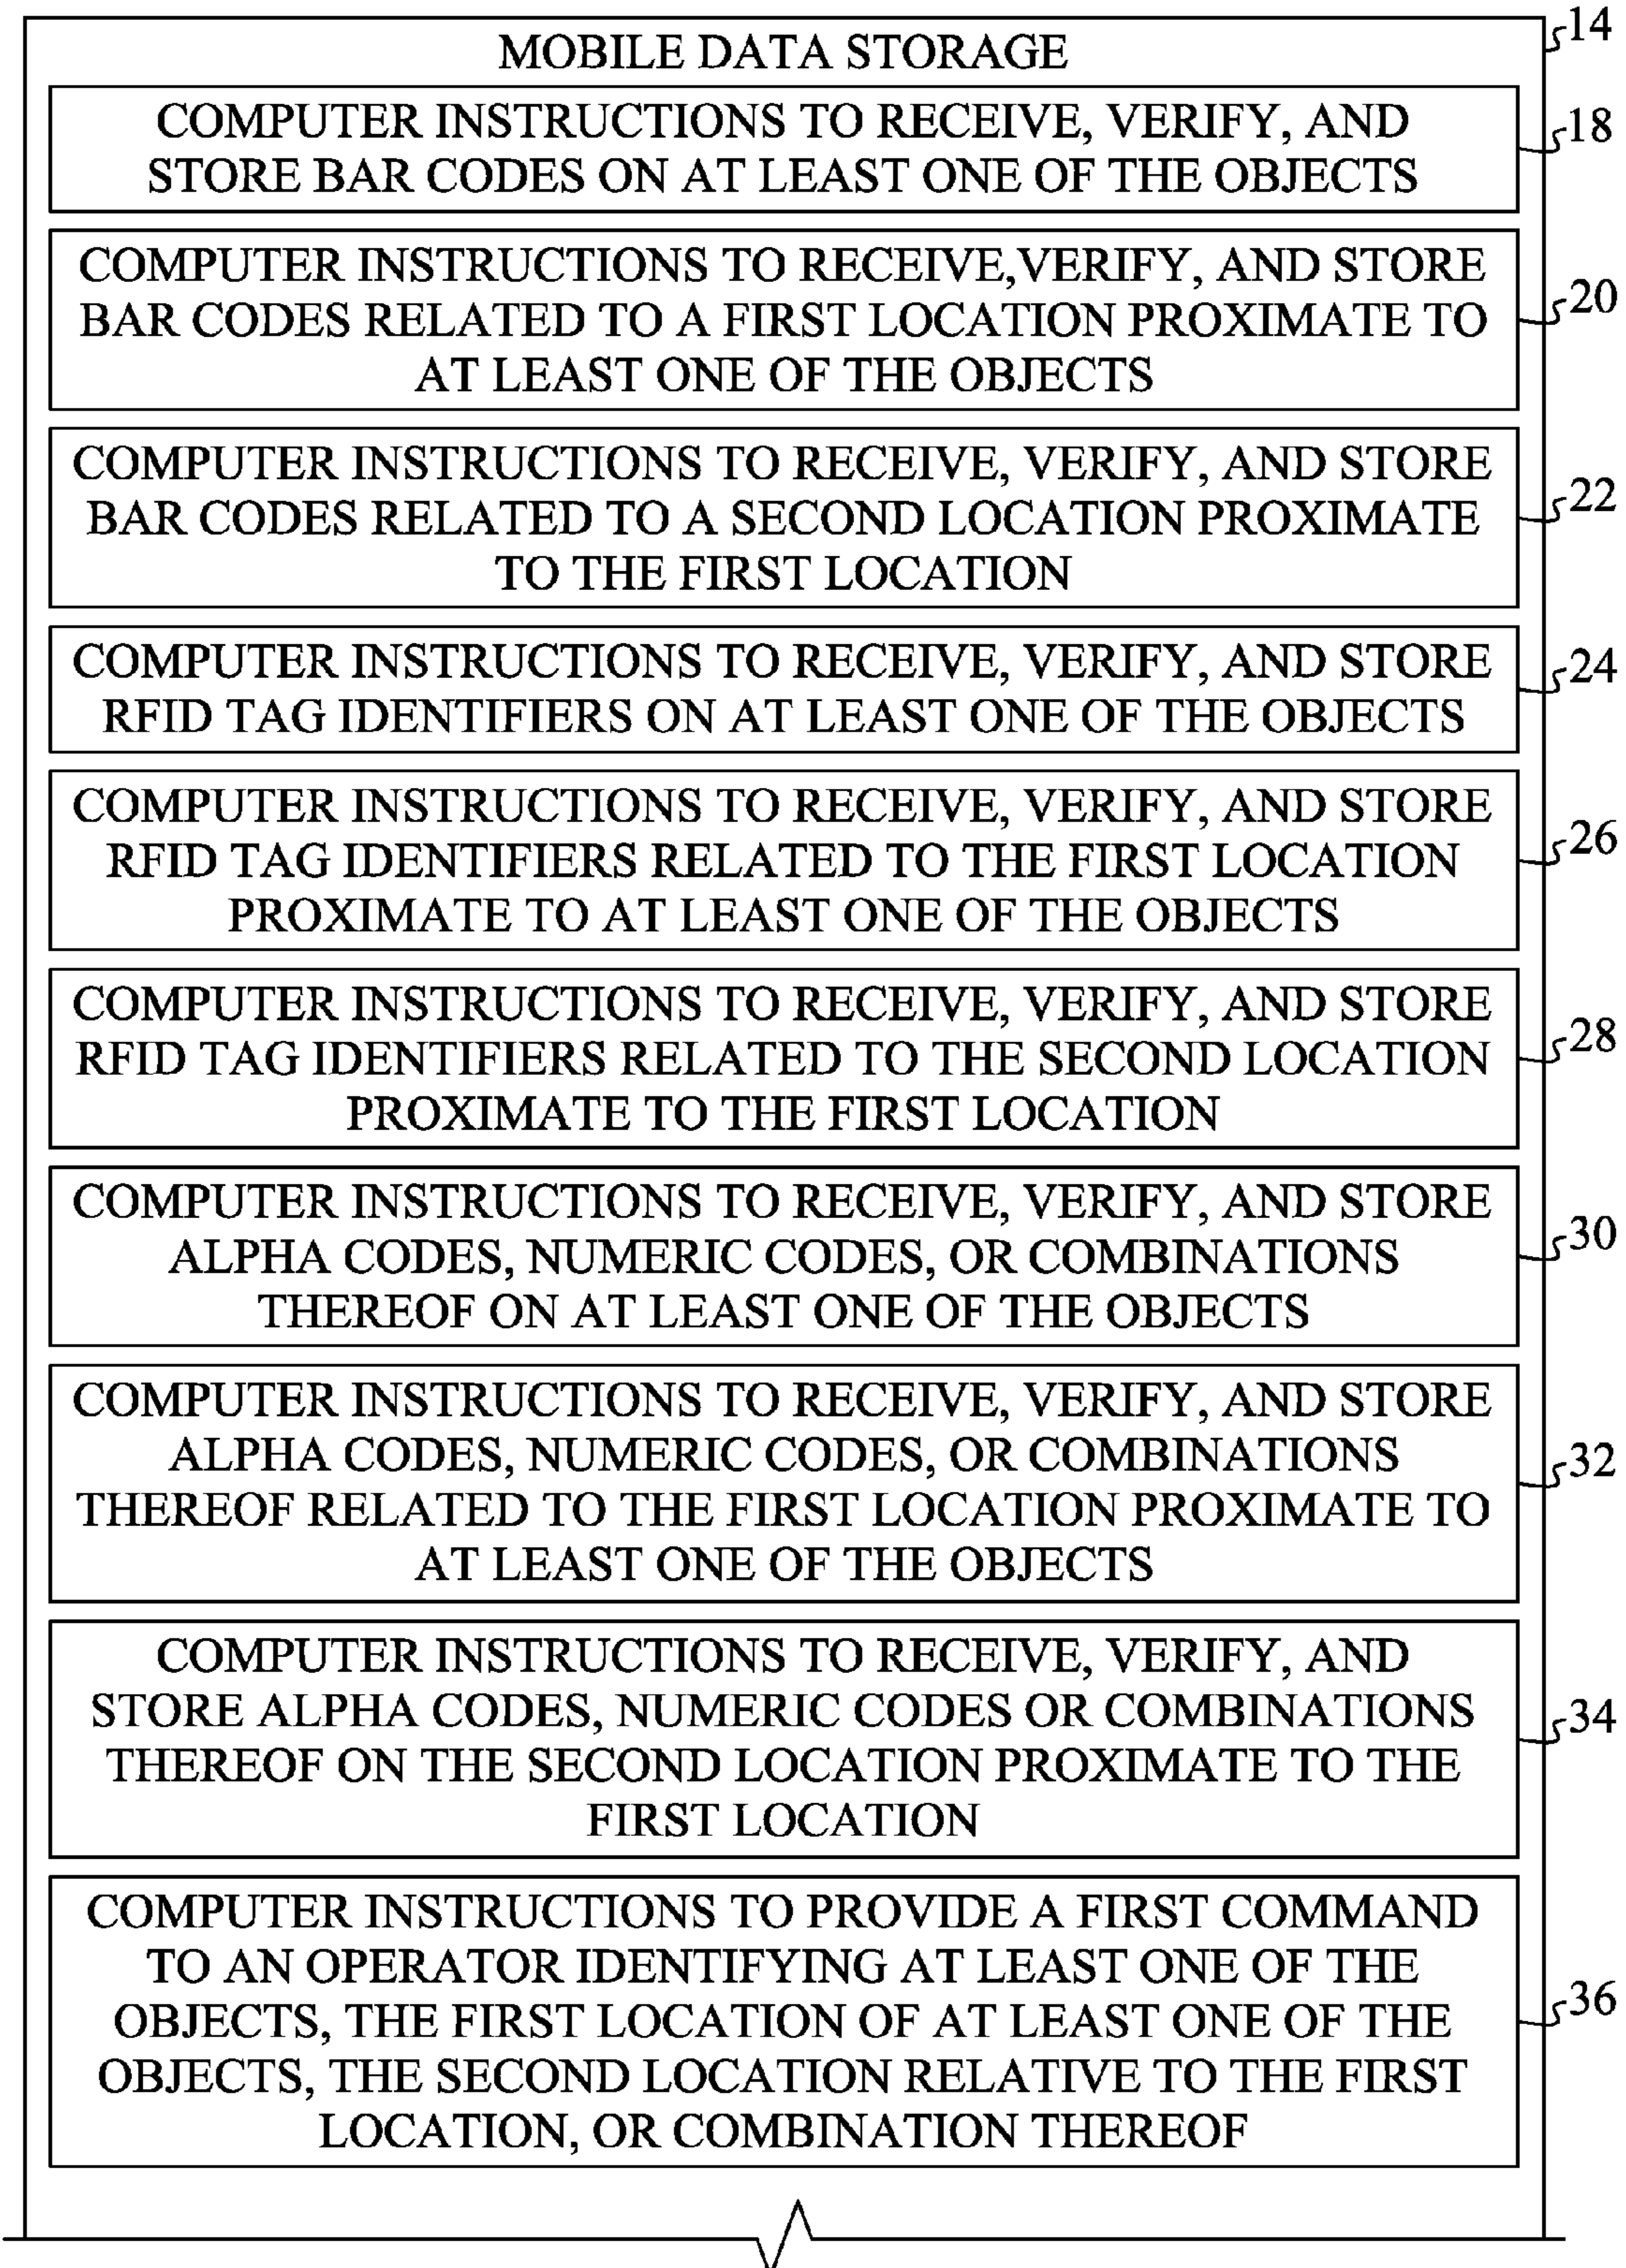 14
MOBILE DATA STORAGE
COMPUTER INSTRUCTIONS TO RECEIVE, VERIFY, AND
STORE BAR CODES ON AT LEAST ONE OF THE OBJECTS
18
COMPUTER INSTRUCTIONS TO RECEIVE,VERIFY, AND STORE
BAR CODES RELATED TO A FIRST LOCATION PROXIMATE TO
AT LEAST ONE OF THE OBJECTS
20
COMPUTER INSTRUCTIONS TO RECEIVE, VERIFY, AND STORE
BAR CODES RELATED TO A SECOND LOCATION PROXIMATE
TO THE FIRST LOCATION
22
COMPUTER INSTRUCTIONS TO RECEIVE, VERIFY, AND STORE
RFID TAG IDENTIFIERS ON AT LEAST ONE OF THE OBJECTS
24
COMPUTER INSTRUCTIONS TO RECEIVE, VERIFY, AND STORE
RFID TAG IDENTIFIERS RELATED TO THE FIRST LOCATION
PROXIMATE TO AT LEAST ONE OF THE OBJECTS
26
COMPUTER INSTRUCTIONS TO RECEIVE, VERIFY, AND STORE
RFID TAG IDENTIFIERS RELATED TO THE SECOND LOCATION
PROXIMATE TO THE FIRST LOCATION
28
COMPUTER INSTRUCTIONS TO RECEIVE, VERIFY, AND STORE
ALPHA CODES, NUMERIC CODES, OR COMBINATIONS
THEREOF ON AT LEAST ONE OF THE OBJECTS
30
COMPUTER INSTRUCTIONS TO RECEIVE, VERIFY, AND STORE
ALPHA CODES, NUMERIC CODES, OR COMBINATIONS
THEREOF RELATED TO THE FIRST LOCATION PROXIMATE TO
AT LEAST ONE OF THE OBJECTS
32
COMPUTER INSTRUCTIONS TO RECEIVE, VERIFY, AND
STORE ALPHA CODES, NUMERIC CODES OR COMBINATIONS
THEREOF ON THE SECOND LOCATION PROXIMATE TO THE
FIRST LOCATION
34
COMPUTER INSTRUCTIONS TO PROVIDE A FIRST COMMAND
TO AN OPERATOR IDENTIFYING AT LEAST ONE OF THE
OBJECTS, THE FIRST LOCATION OF AT LEAST ONE OF THE
OBJECTS, THE SECOND LOCATION RELATIVE TO THE FIRST
LOCATION, OR COMBINATION THEREOF
36